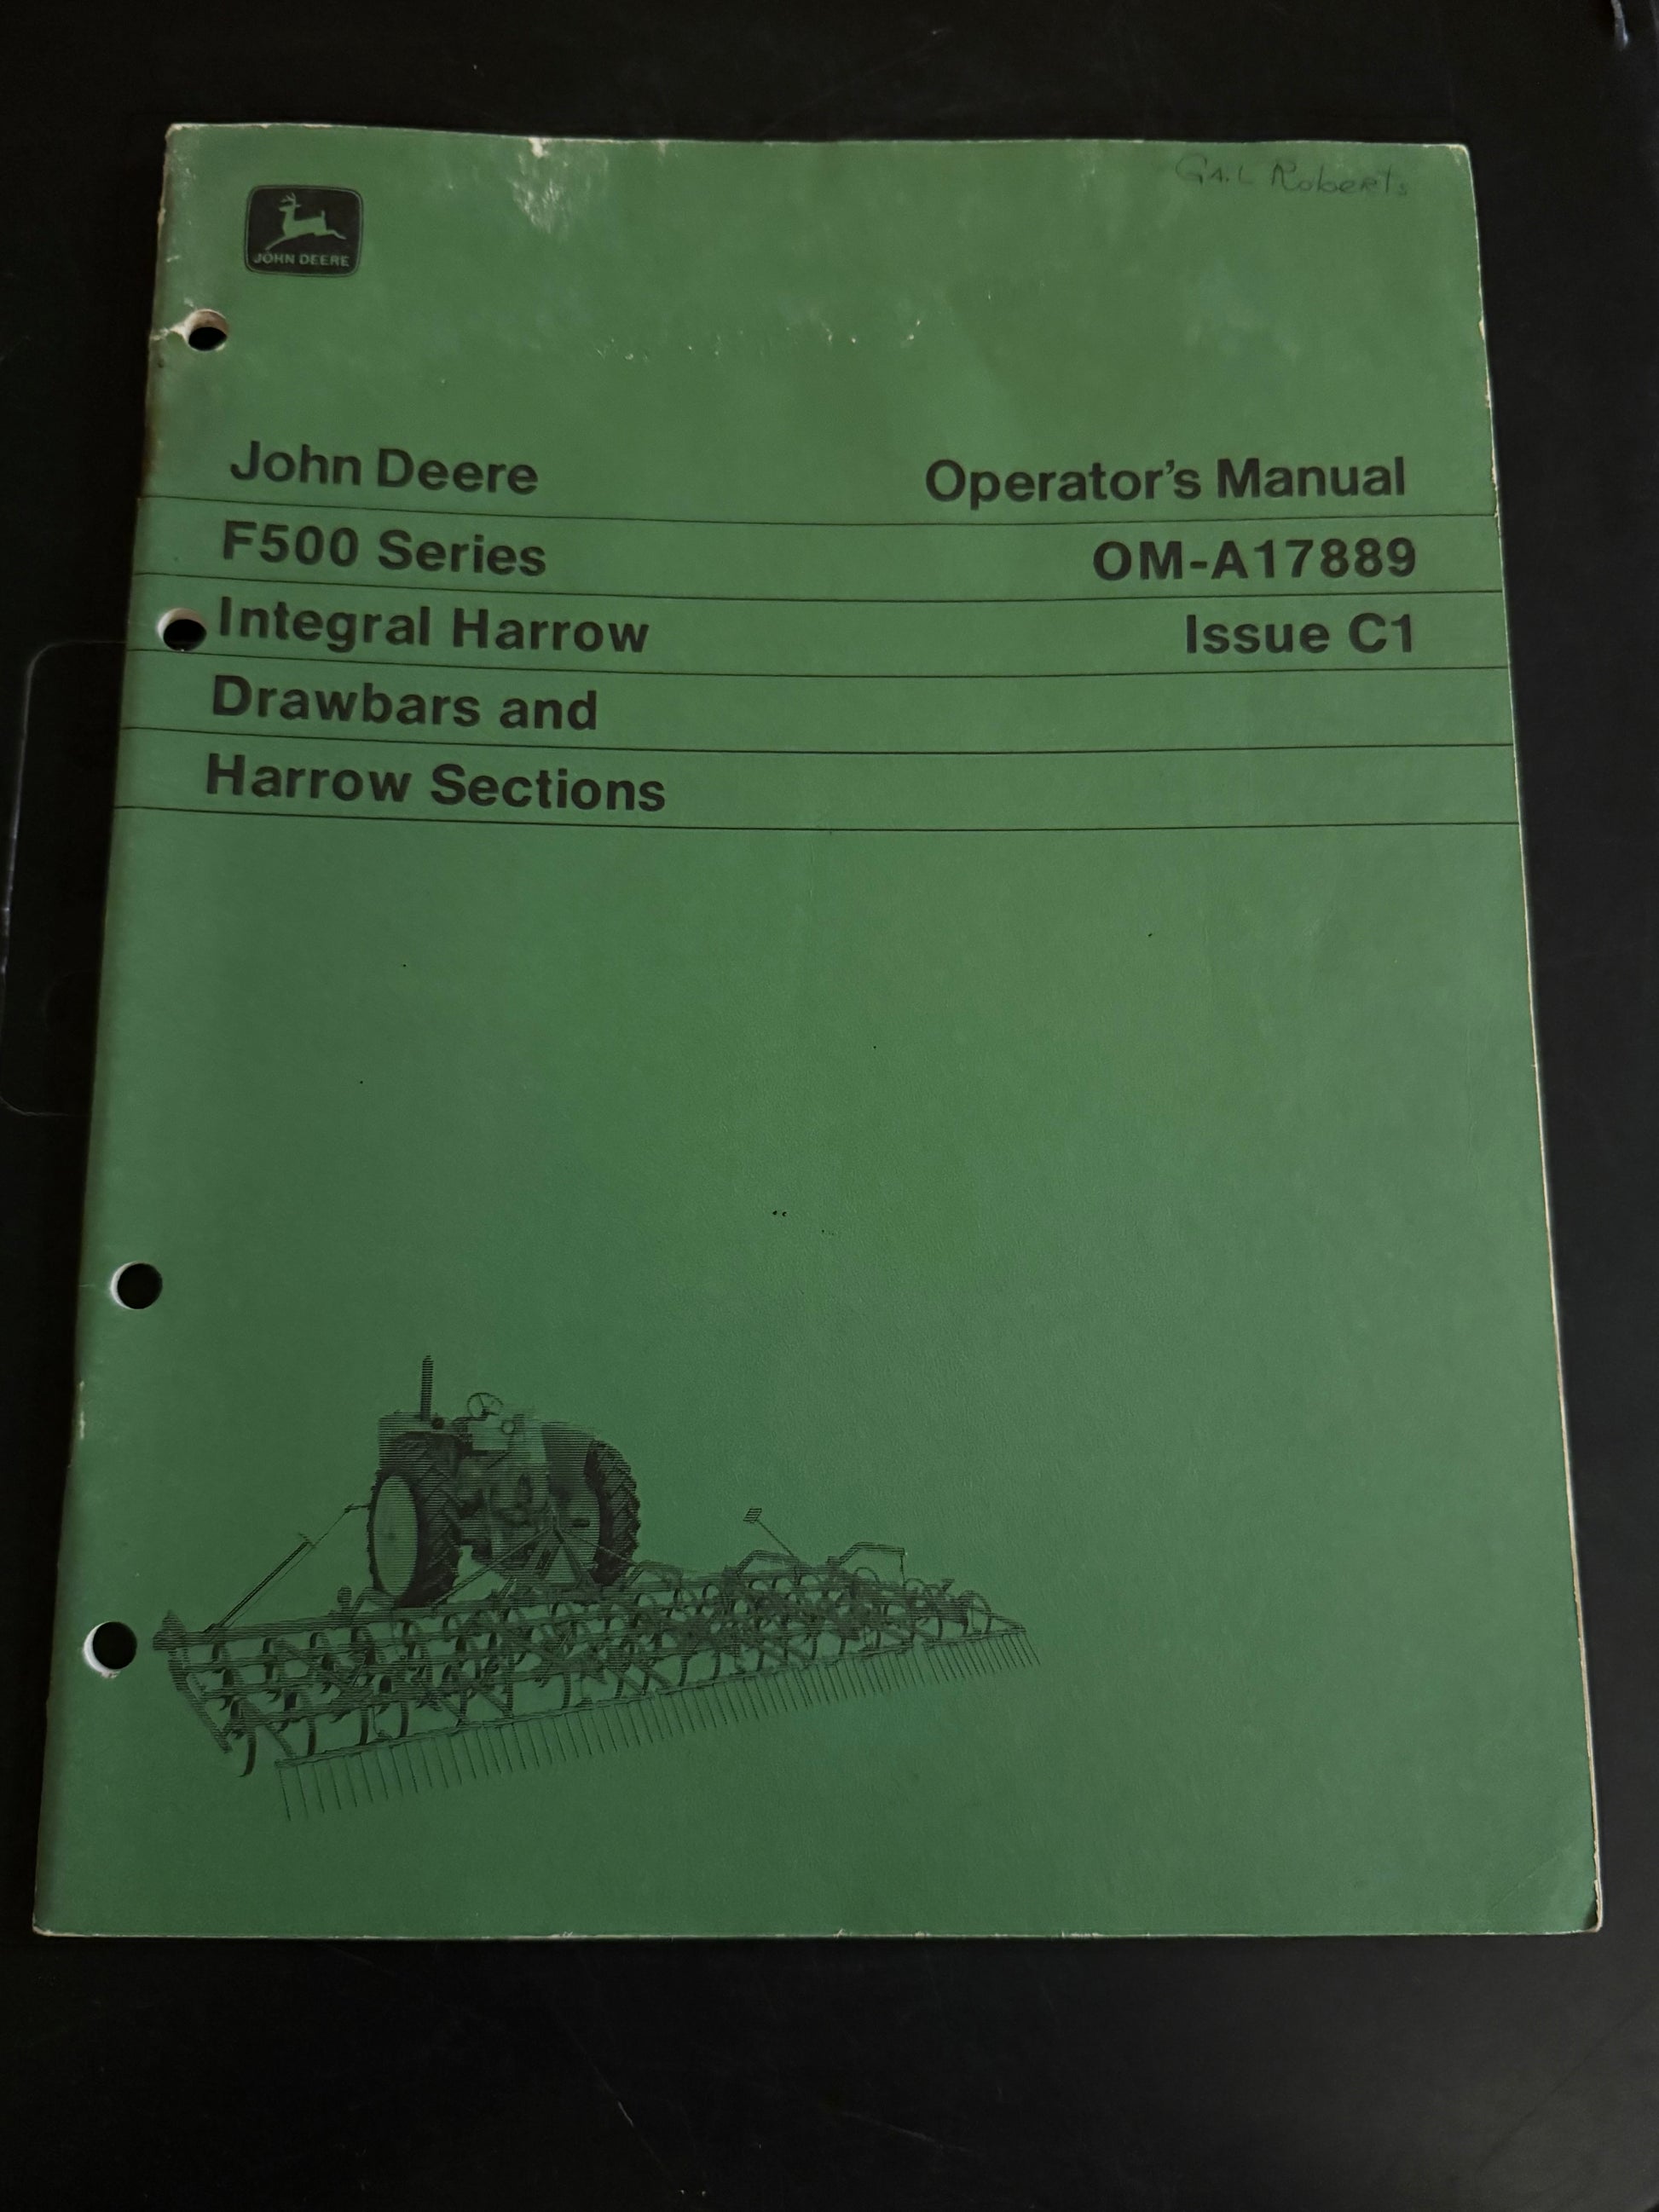 Gail Roberts
JOHN DEERE
John Deere Operator's Manual
F500 Series OM-A17889
Integral Harrow Issue C1
Drawbars and
Harrow Sections